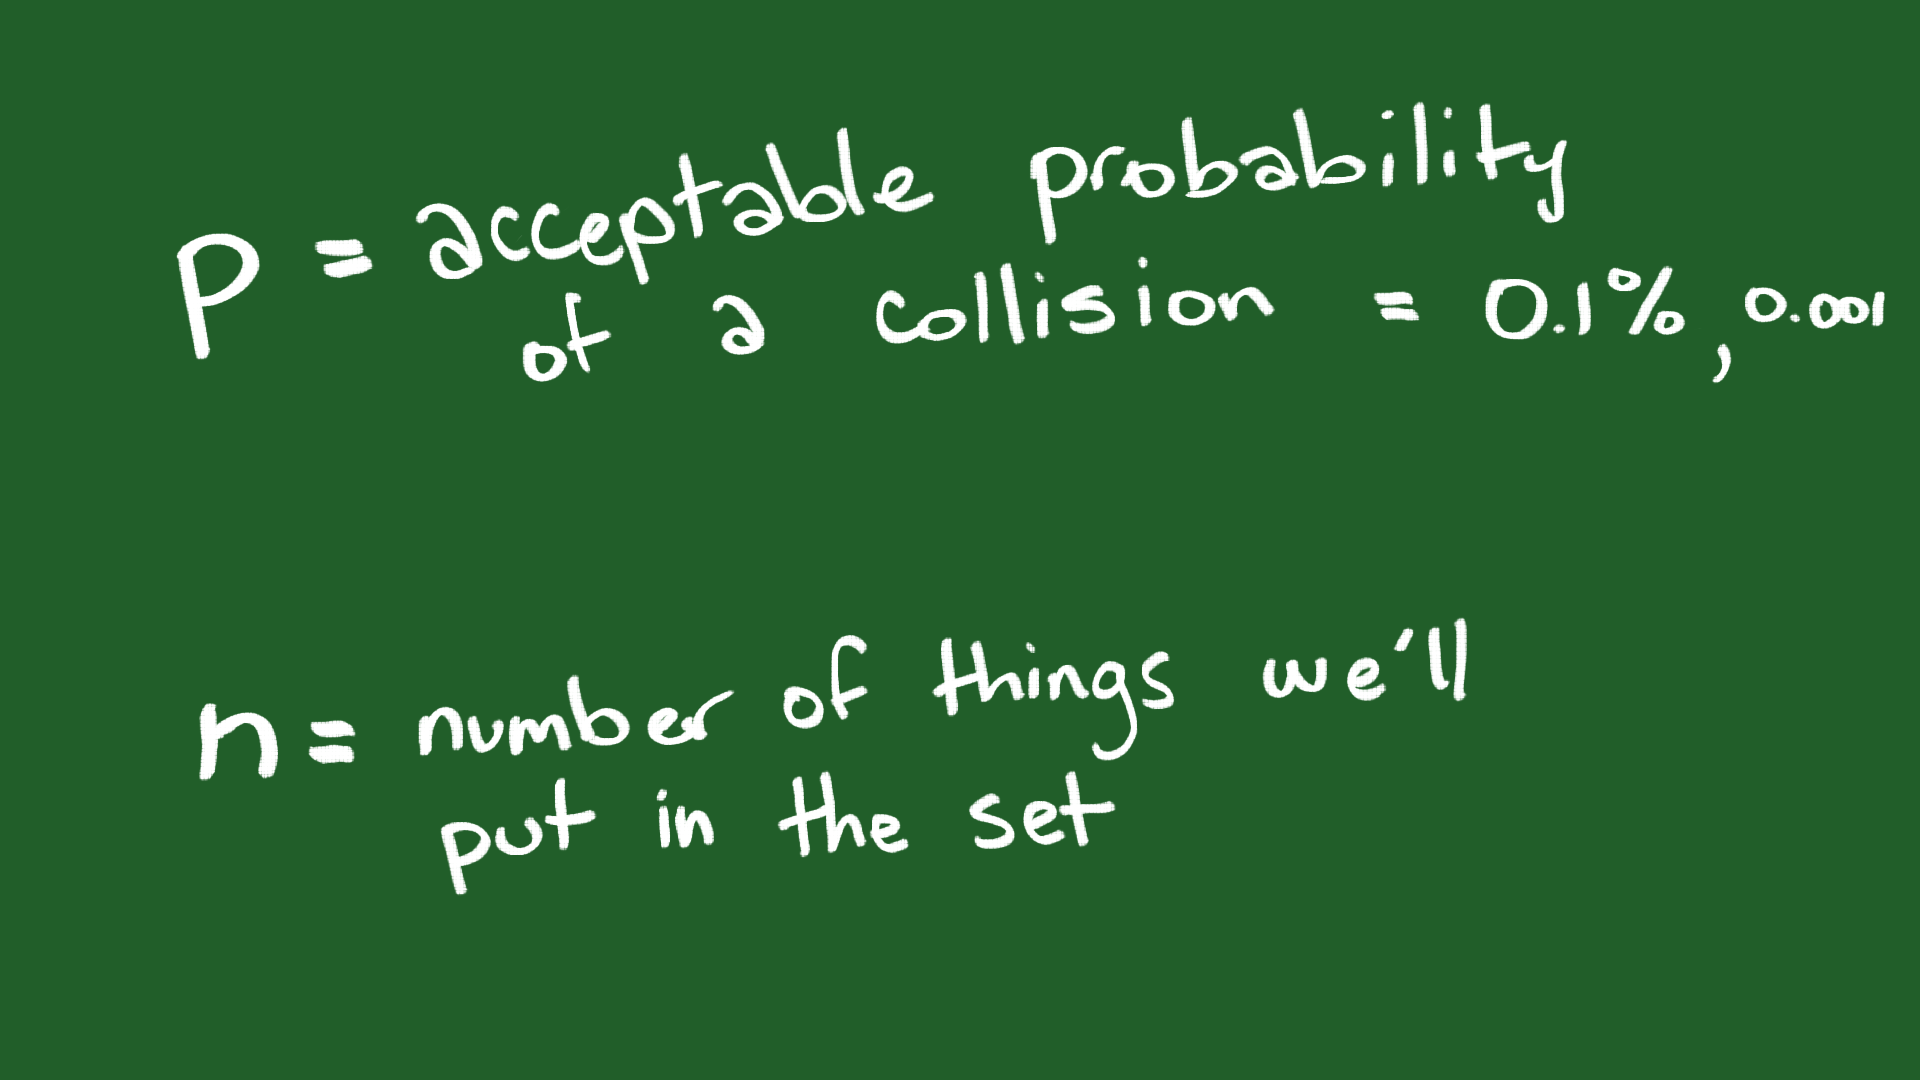 P = acceptable probability
of a collision = 0.1%, 0.001
n = number of things we'll
put in the set